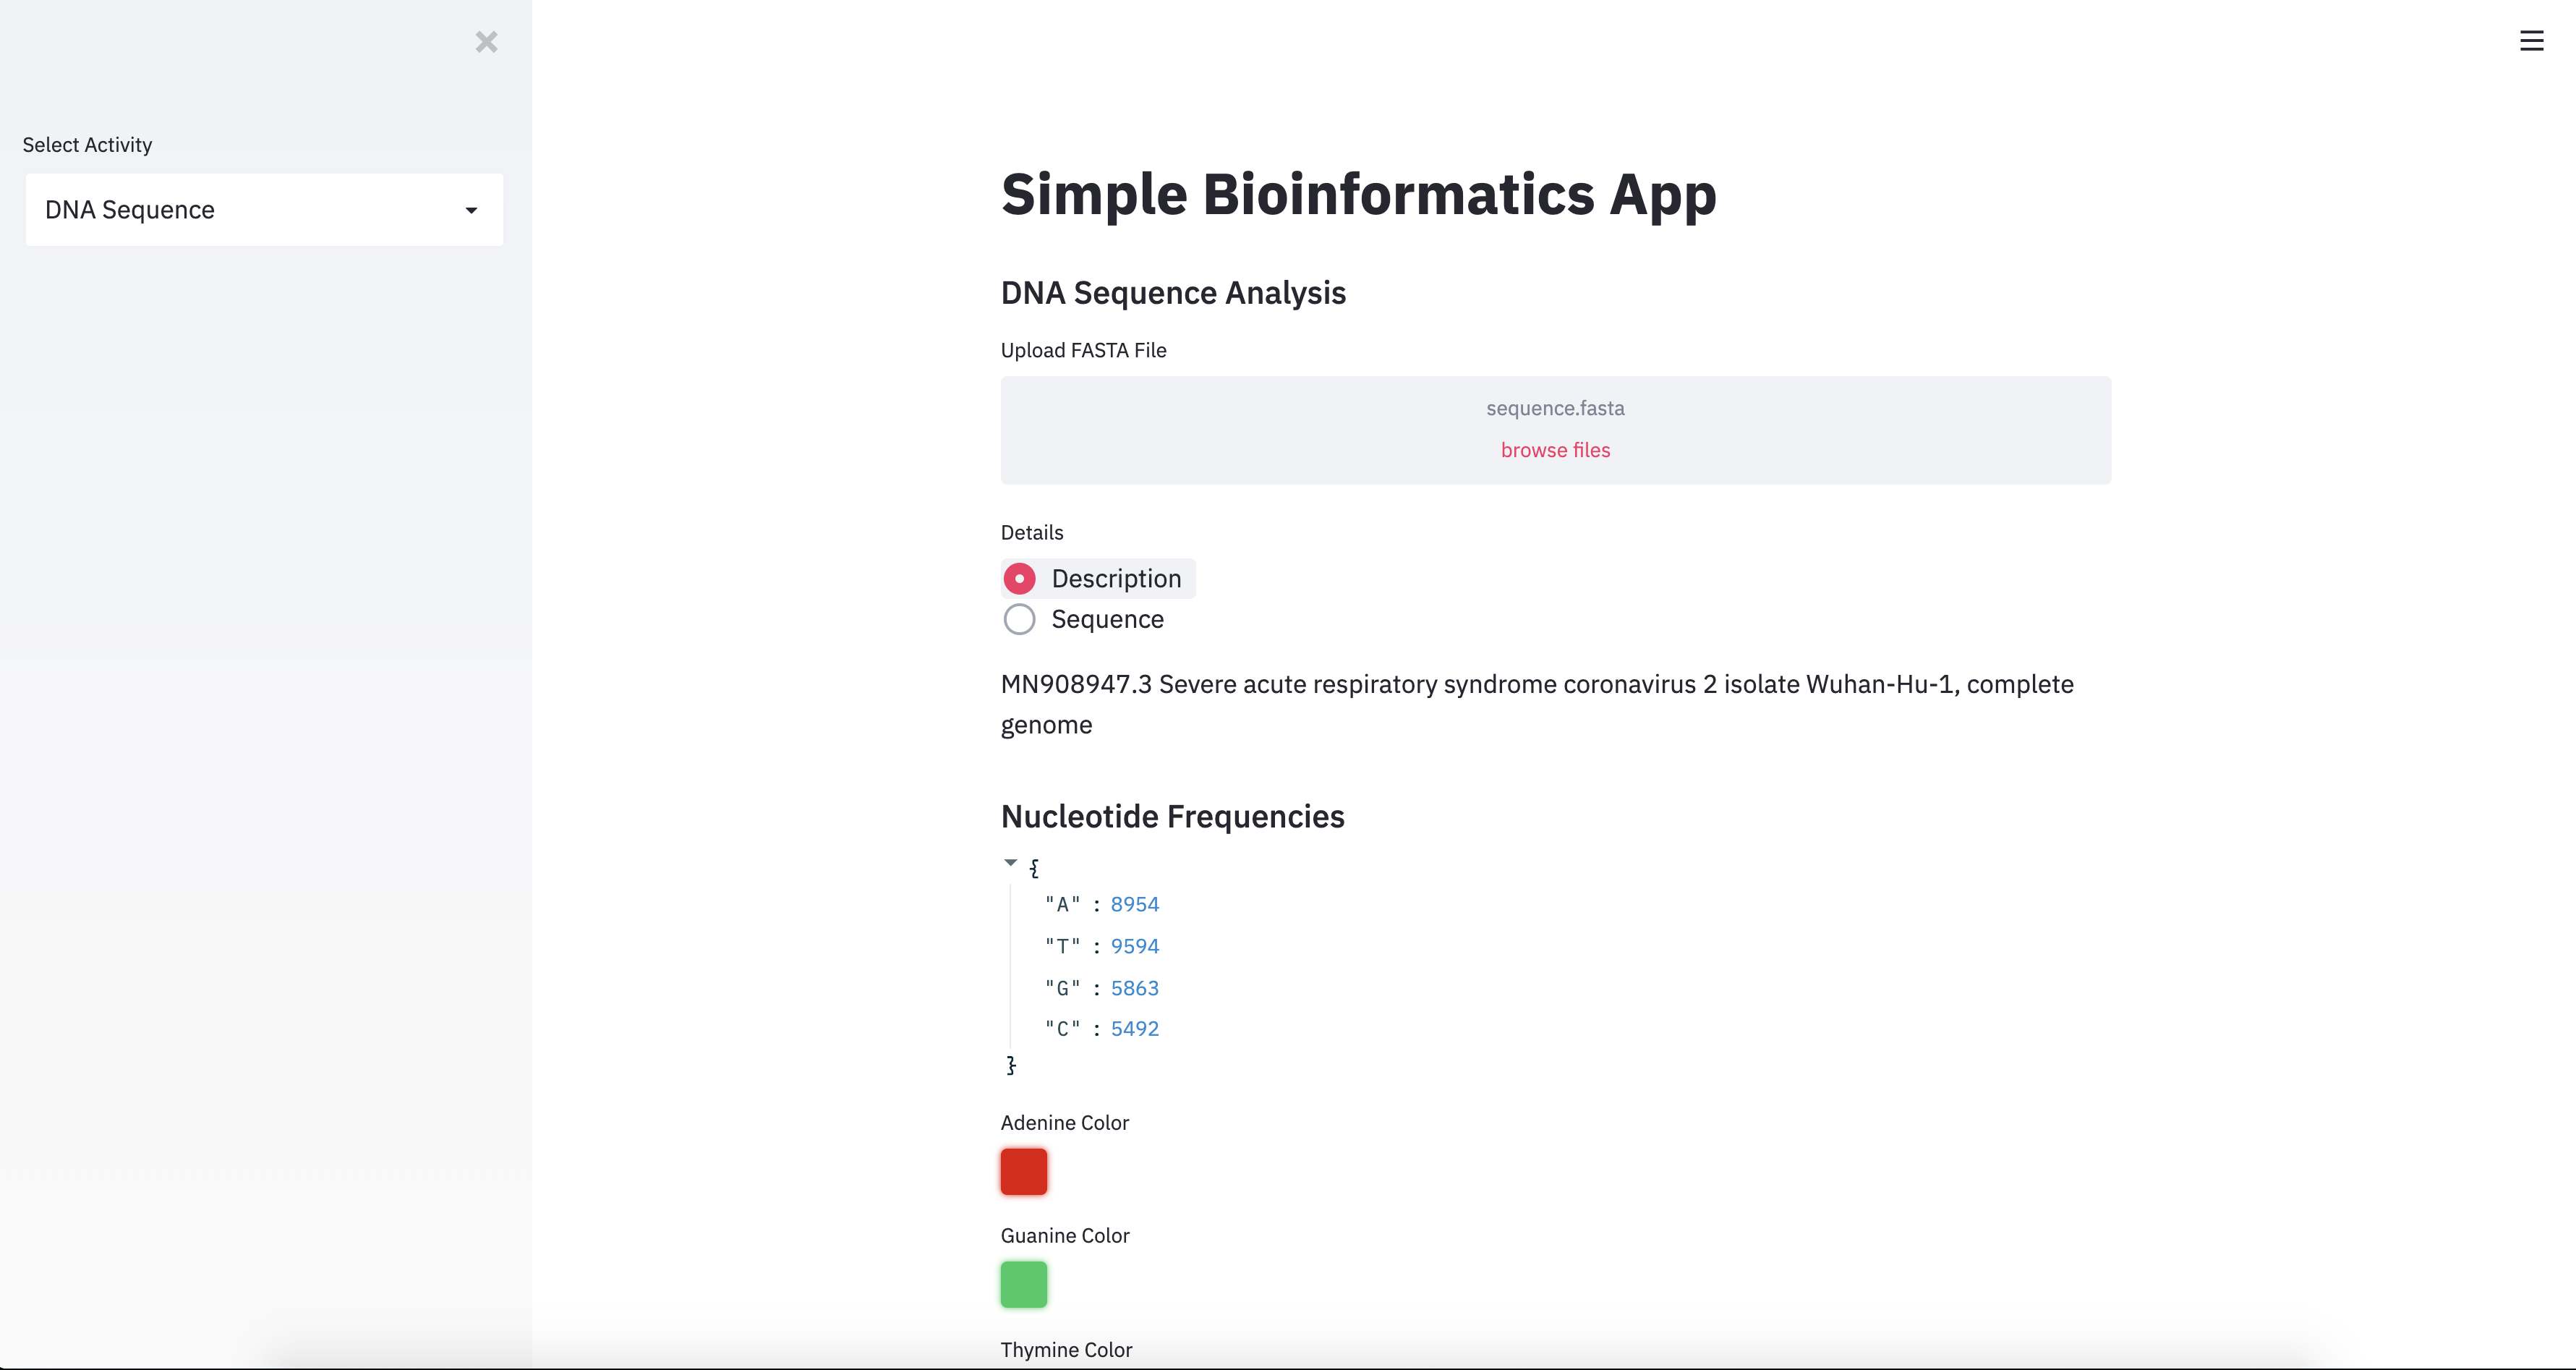 Select Activity
DNA Sequence
Simple Bioinformatics App
DNA Sequence Analysis
Upload FASTA File
sequence.fasta
browse files
Details
Description
Sequence
MN908947.3 Severe acute respiratory syndrome coronavirus 2 isolate Wuhan-Hu-1, complete
genome
Nucleotide Frequencies
{
"A" : 8954
"T" : 9594
"G" : 5863
"C" : 5492
}
Adenine Color
Guanine Color
Thymine Color